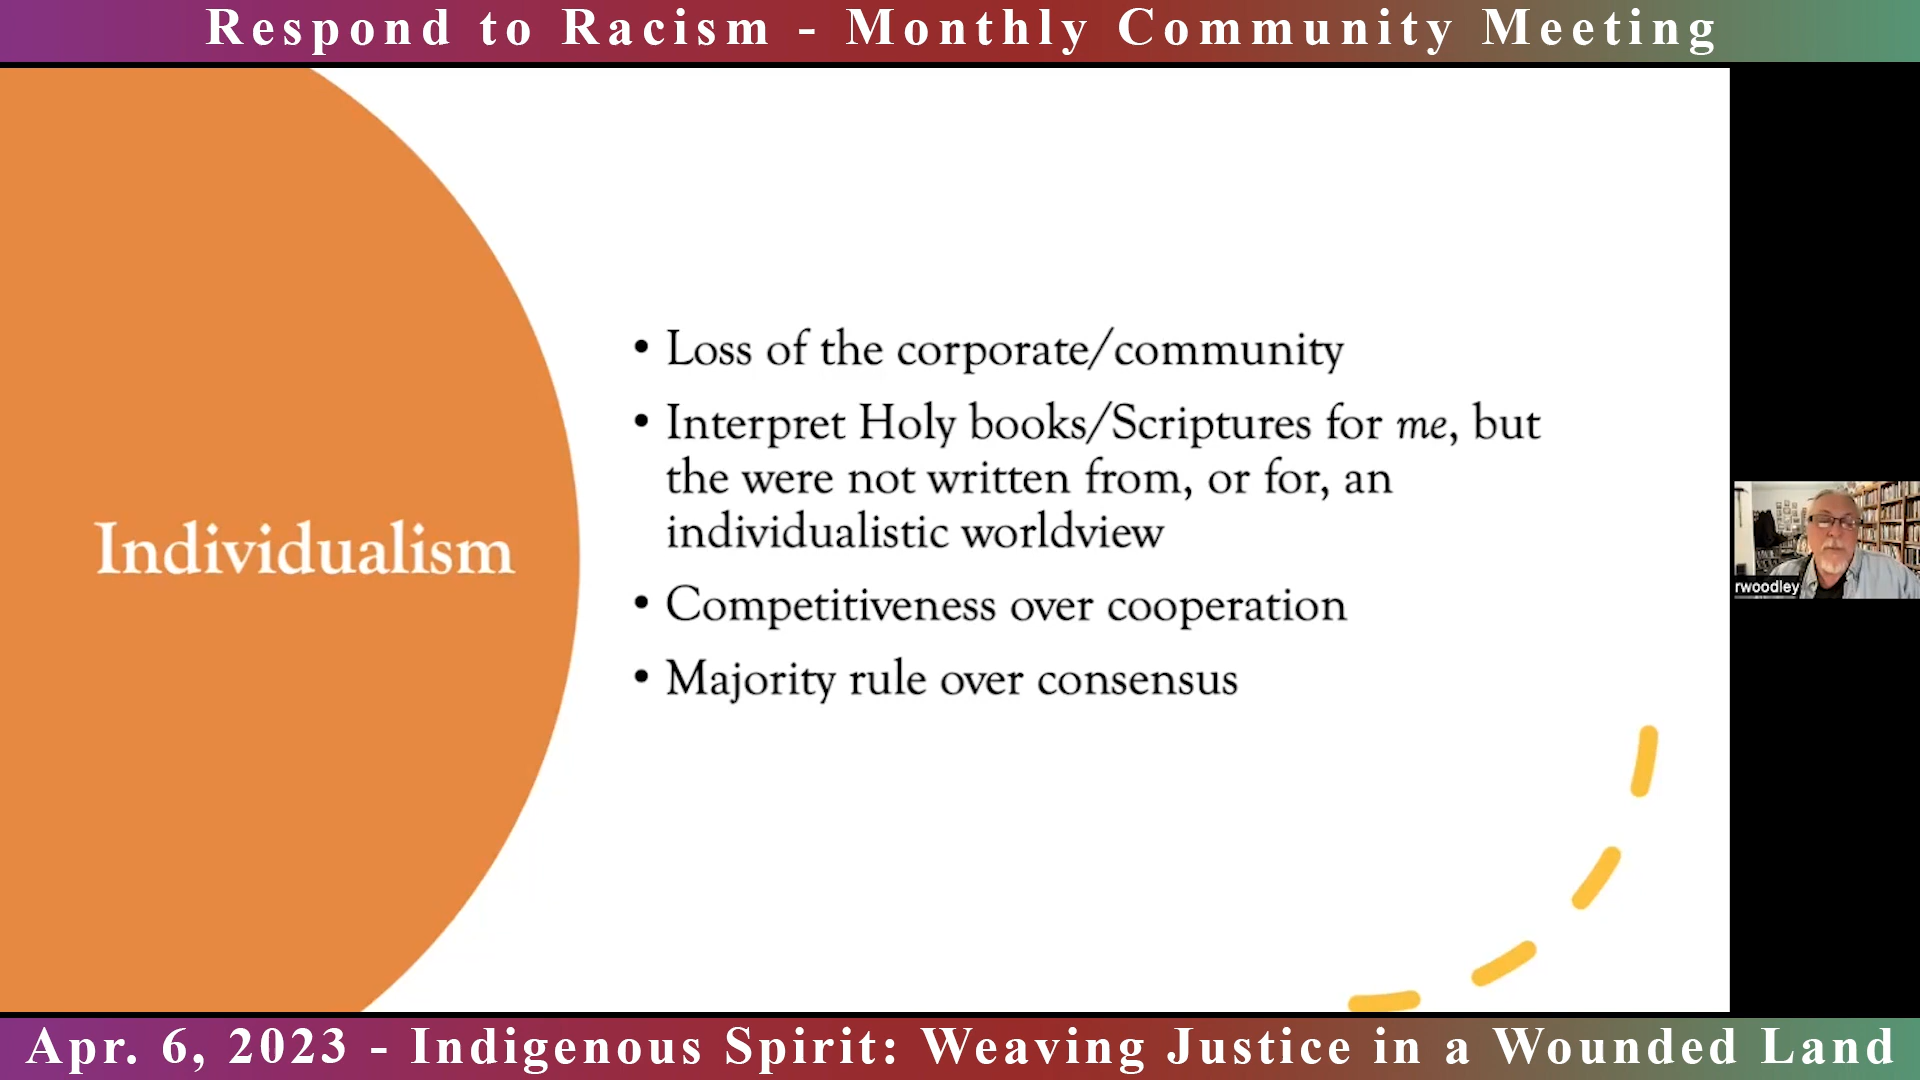 Respond to Racism - Monthly Community Meeting
Individualism
• Loss of the corporate/community
• Interpret Holy books/Scriptures for me, but
the were not written from, or for, an
individualistic worldview
• Competitiveness over cooperation
• Majority rule over consensus
rwoodley
Apr. 6, 2023 - Indigenous Spirit: Weaving Justice in a Wounded Land